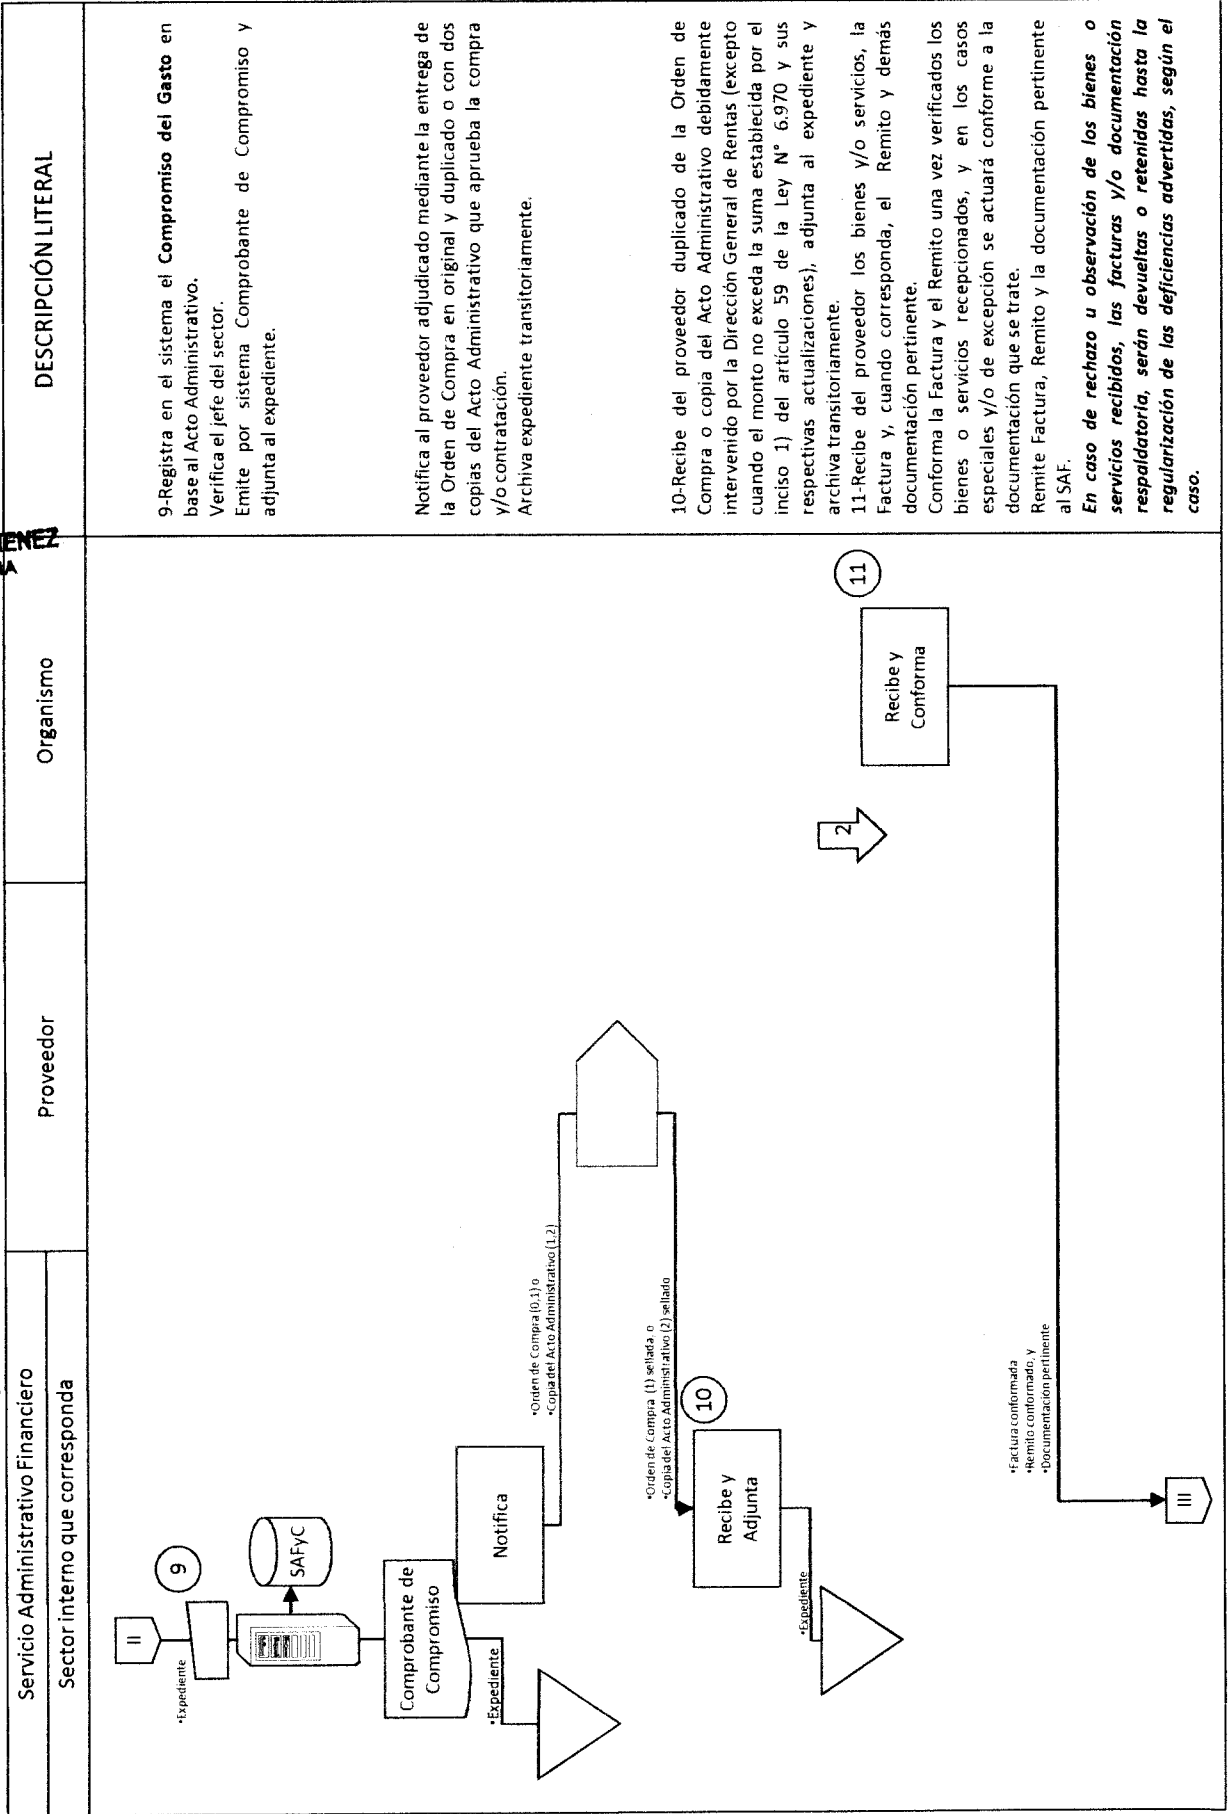 ENEZ
Servicio Administrativo Financiero
Sector interno que corresponda
Proveedor
Organismo
DESCRIPCIÓN LITERAL
II
•Expediente
9
SAFyC
Comprobante de
Compromiso
•Expediente
Notifica
•Orden de Compra (0,1) o
•Copia del Acto Administrativo (1,2)
•Orden de Compra (1) sellada, o
•Copia del Acto Administrativo (2) sellado
10
Recibe y
Adjunta
•Expediente
2
11
Recibe y
Conforma
•Factura conformada
•Remito conformado, y
•Documentación pertinente
III
9-Registra en el sistema el Compromiso del Gasto en
base al Acto Administrativo.
Verifica el jefe del sector.
Emite por sistema Comprobante de Compromiso y
adjunta al expediente.
Notifica al proveedor adjudicado mediante la entrega de
la Orden de Compra en original y duplicado o con dos
copias del Acto Administrativo que aprueba la compra
y/o contratación.
Archiva expediente transitoriamente.
10-Recibe del proveedor duplicado de la Orden de
Compra o copia del Acto Administrativo debidamente
intervenido por la Dirección General de Rentas (excepto
cuando el monto no exceda la suma establecida por el
inciso 1) del artículo 59 de la Ley N° 6.970 y sus
respectivas actualizaciones), adjunta al expediente y
archiva transitoriamente.
11-Recibe del proveedor los bienes y/o servicios, la
Factura y, cuando corresponda, el Remito y demás
documentación pertinente.
Conforma la Factura y el Remito una vez verificados los
bienes o servicios recepcionados, y en los casos
especiales y/o de excepción se actuará conforme a la
documentación que se trate.
Remite Factura, Remito y la documentación pertinente
al SAF.
En caso de rechazo u observación de los bienes o
servicios recibidos, las facturas y/o documentación
respaldatoria, serán devueltas o retenidas hasta la
regularización de las deficiencias advertidas, según el
caso.